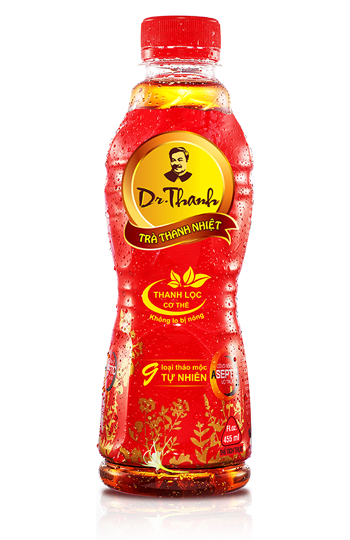 Dr.Thanh
TRÀ THANH NHIỆT
THANH LỌC
CƠ THỂ
Không lo bị nóng
9 loại thảo mộc
TỰ NHIÊN
ASEPTIC
Fl.oz.
455 ml